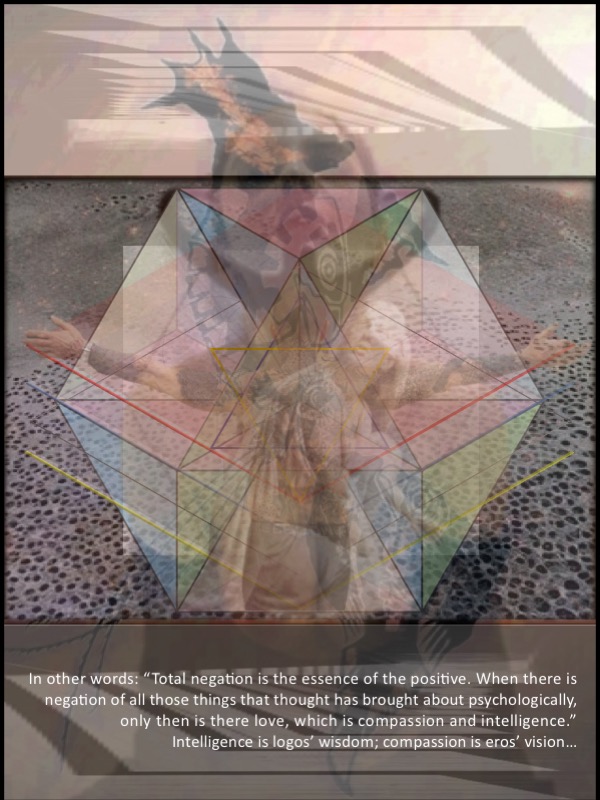 In other words: “Total negation is the essence of the positive. When there is
negation of all those things that thought has brought about psychologically,
only then is there love, which is compassion and intelligence.”
Intelligence is logos’ wisdom; compassion is eros’ vision...